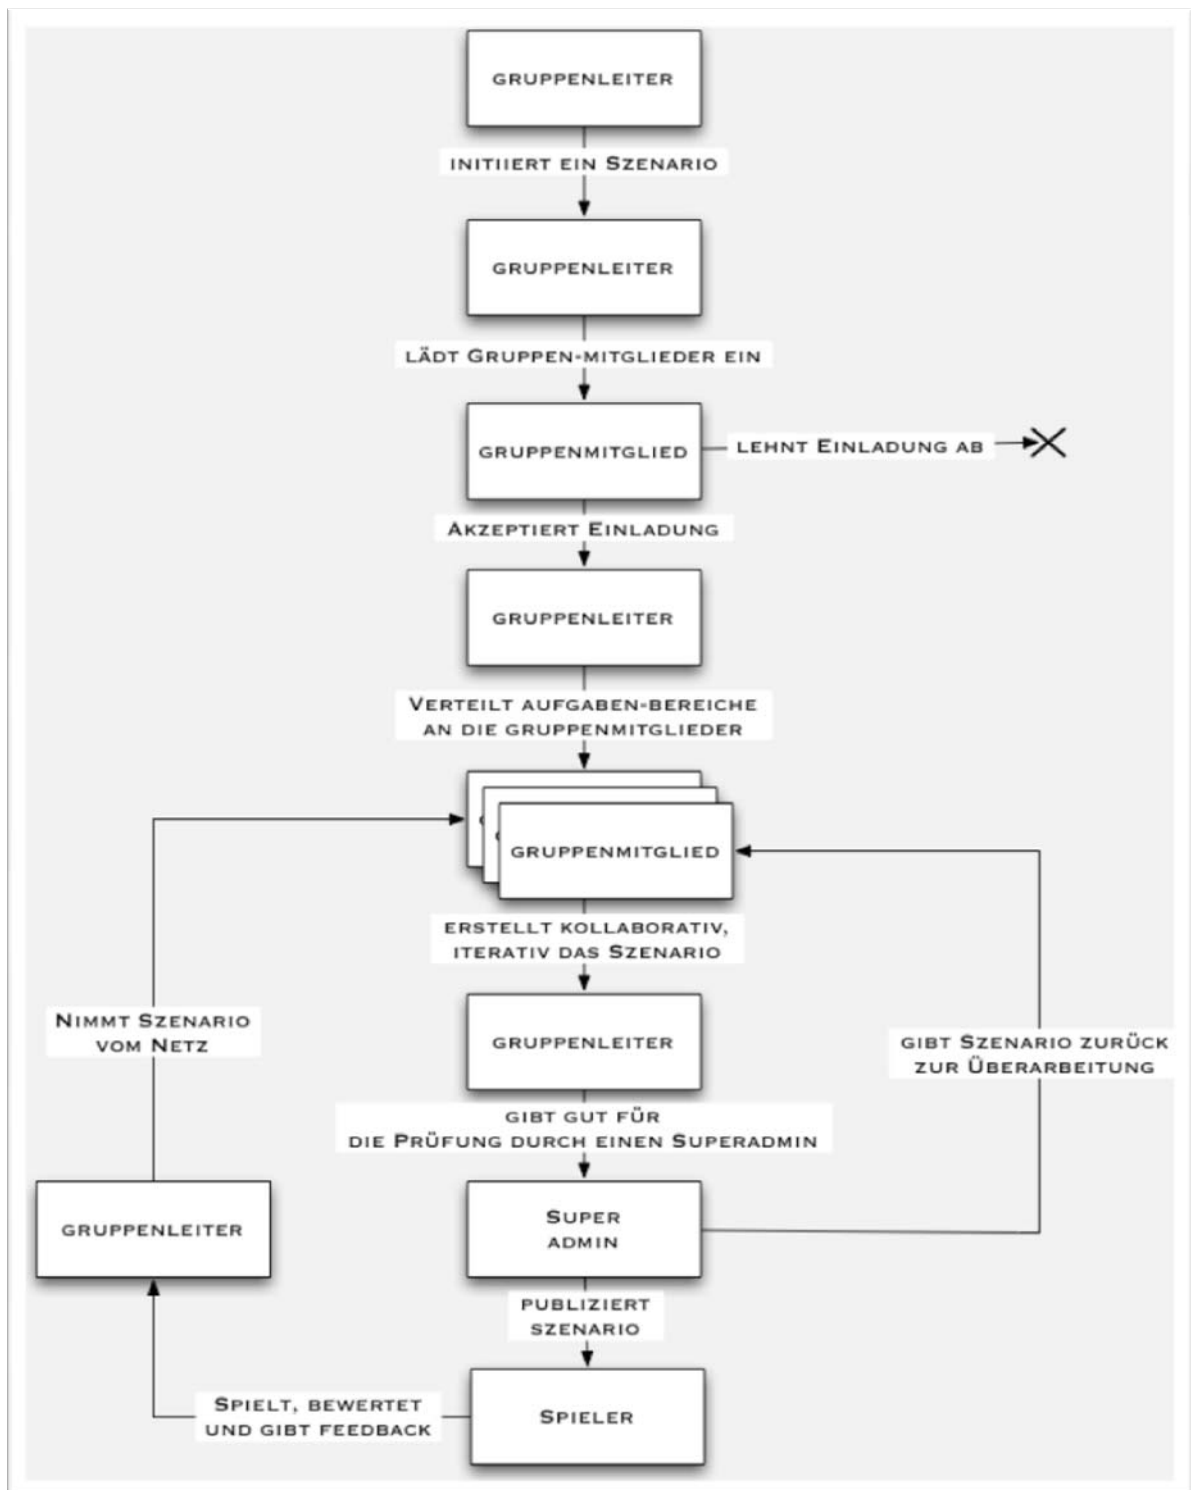 GRUPPENLEITER
INITIIERT EIN SZENARIO
GRUPPENLEITER
LÄDT GRUPPEN-MITGLIEDER EIN
GRUPPENMITGLIED
LEHNT EINLADUNG AB
AKZEPTIERT EINLADUNG
GRUPPENLEITER
VERTEILT AUFGABEN-BEREICHE
AN DIE GRUPPENMITGLIEDER
GRUPPENMITGLIED
ERSTELLT KOLLABORATIV,
ITERATIV DAS SZENARIO
NIMMT SZENARIO
VOM NETZ
GRUPPENLEITER
GIBT SZENARIO ZURÜCK
ZUR ÜBERARBEITUNG
GIBT GUT FÜR
DIE PRÜFUNG DURCH EINEN SUPERADMIN
GRUPPENLEITER
SUPER
ADMIN
PUBLIZIERT
SZENARIO
SPIELT, BEWERTET
UND GIBT FEEDBACK
SPIELER